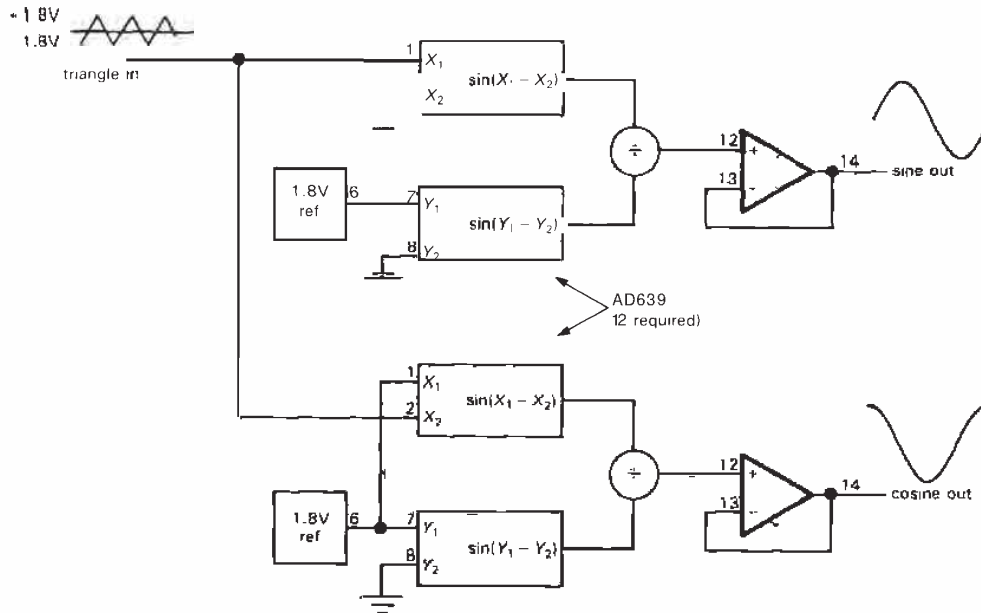 +1.8V
1.8V
triangle in
1
X₁
X₂
sin(X₁ − X₂)
÷
12
+
13
−
14
sine out
1.8V
ref
6
7
Y₁
8
Y₂
sin(Y₁ − Y₂)
AD639
12 required)
1
X₁
2
X₂
sin(X₁ − X₂)
÷
12
+
13
−
14
cosine out
1.8V
ref
6
7
Y₁
8
Y₂
sin(Y₁ − Y₂)